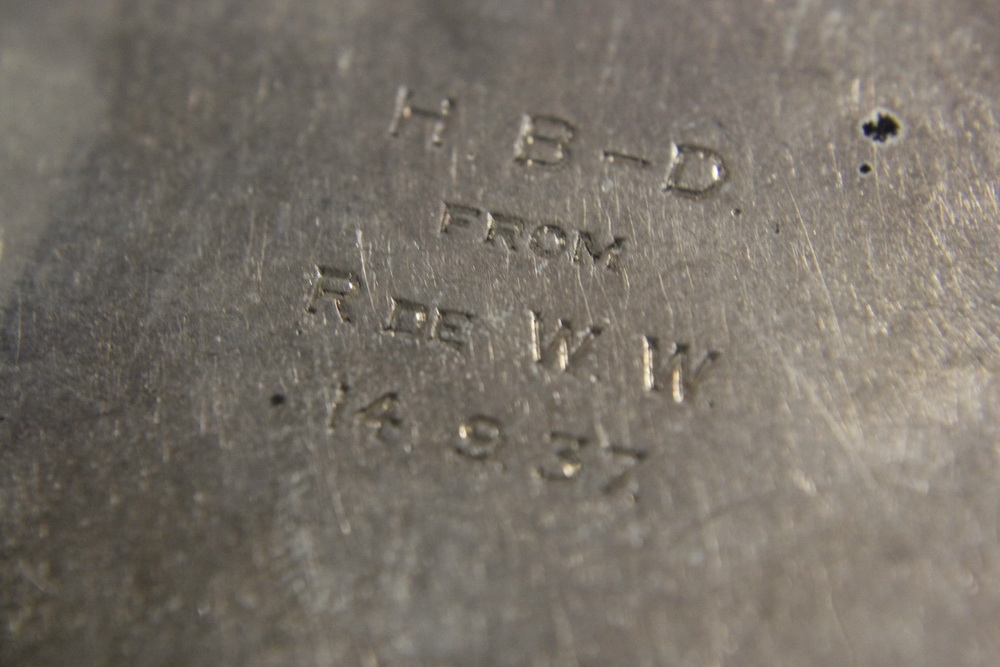 H. B-D
FROM
R DE W W
14 9 37